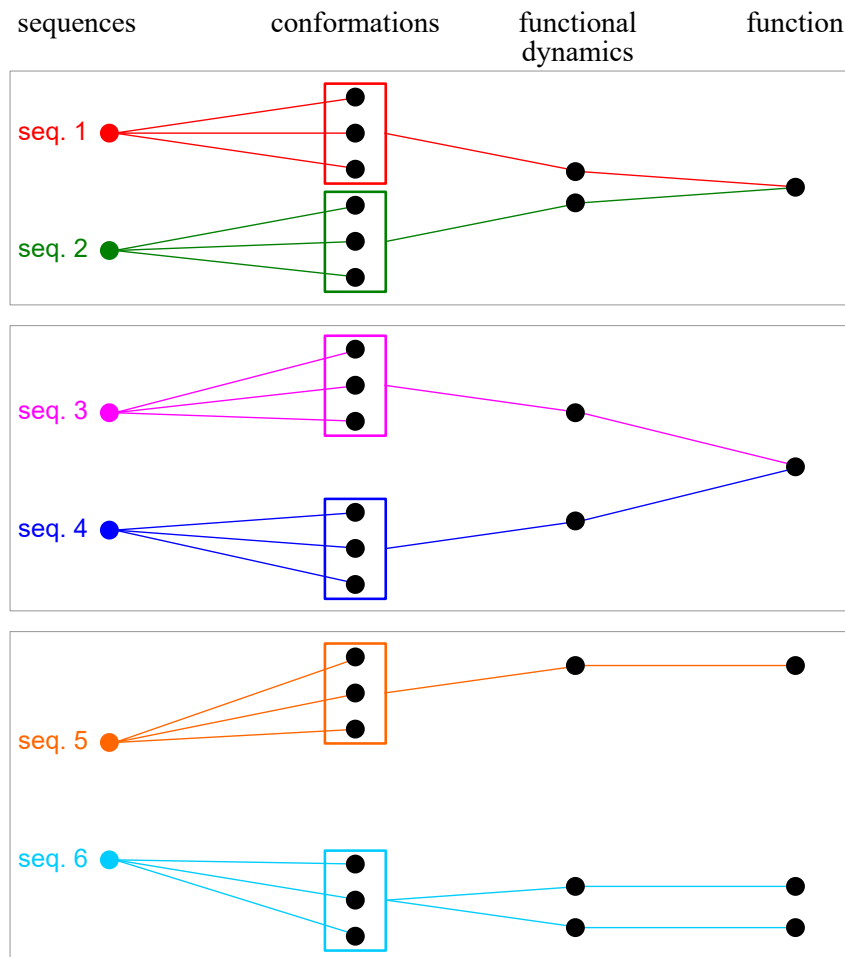 sequences conformations functional dynamics function
seq. 1
seq. 2
seq. 3
seq. 4
seq. 5
seq. 6